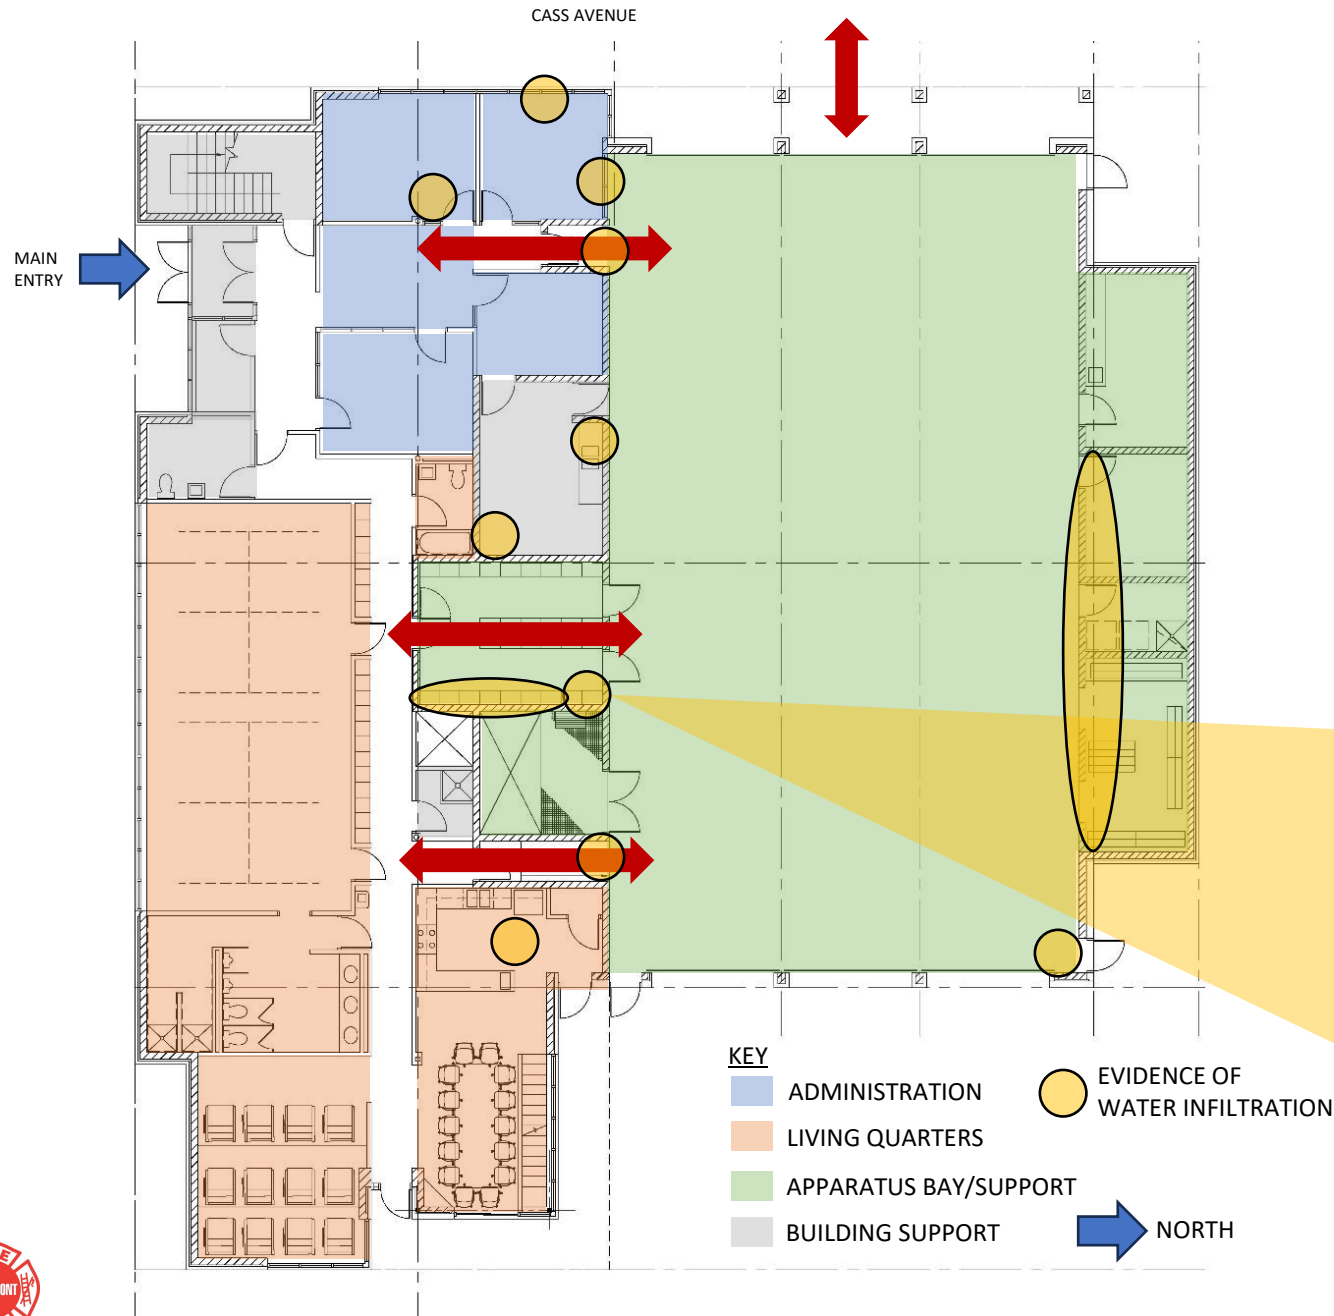 CASS AVENUE
MAIN
ENTRY
KEY
ADMINISTRATION
LIVING QUARTERS
APPARATUS BAY/SUPPORT
BUILDING SUPPORT
EVIDENCE OF
WATER INFILTRATION
NORTH